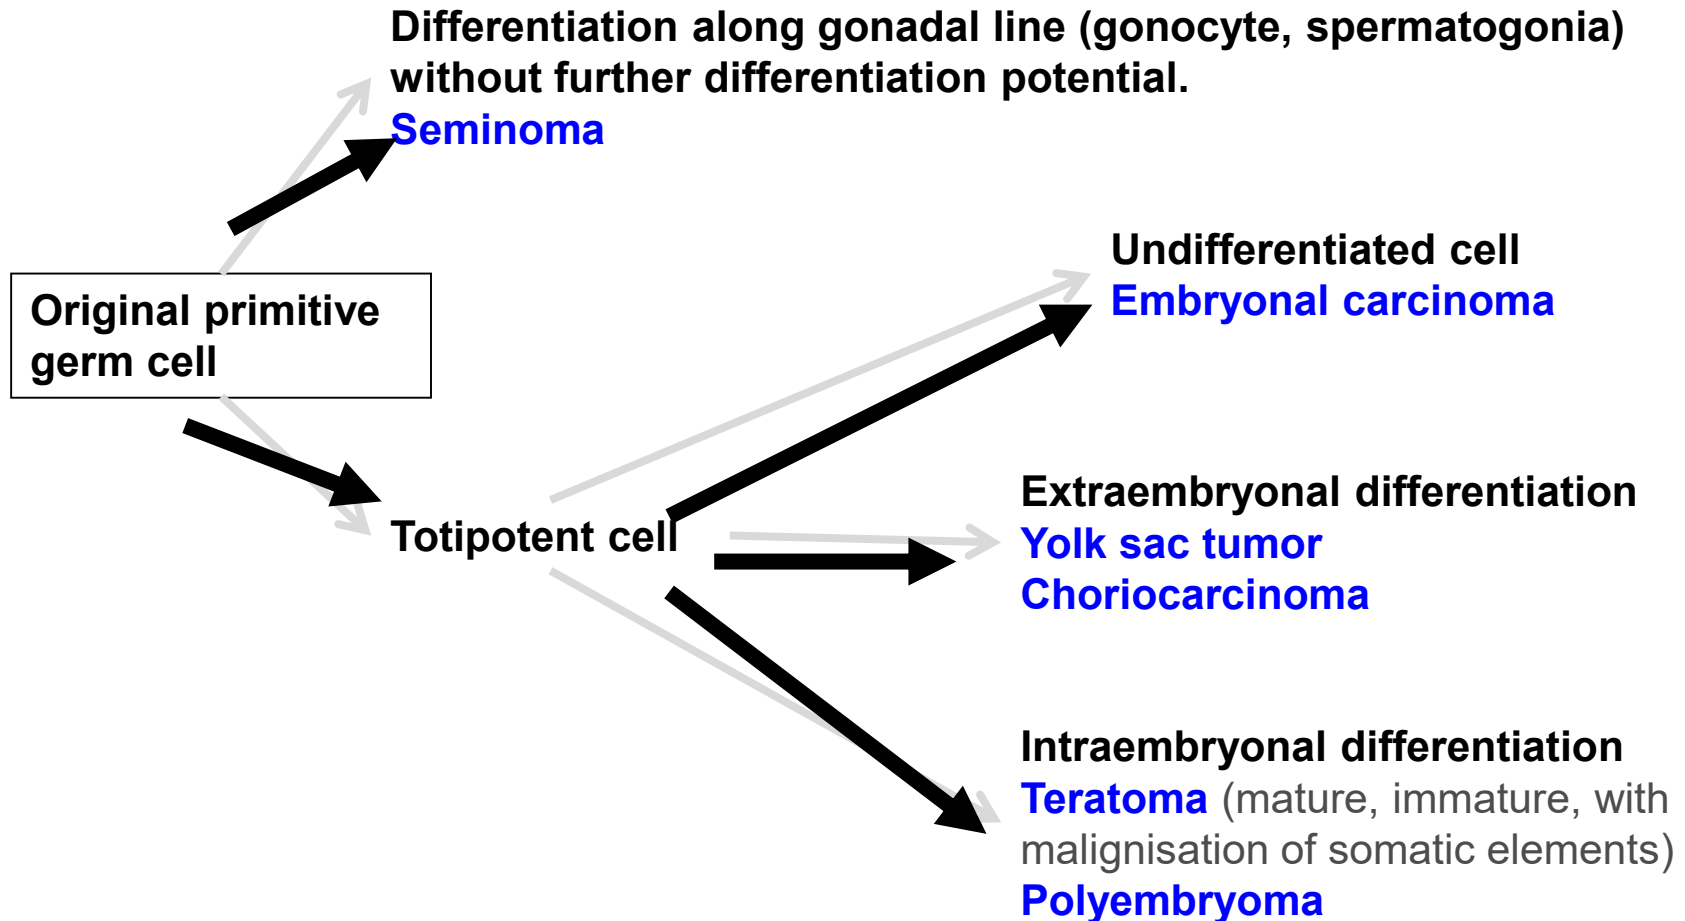 Differentiation along gonadal line (gonocyte, spermatogonia)
without further differentiation potential.
Seminoma
Original primitive
germ cell
Totipotent cell
Undifferentiated cell
Embryonal carcinoma
Extraembryonal differentiation
Yolk sac tumor
Choriocarcinoma
Intraembryonal differentiation
Teratoma (mature, immature, with
malignisation of somatic elements)
Polyembryoma